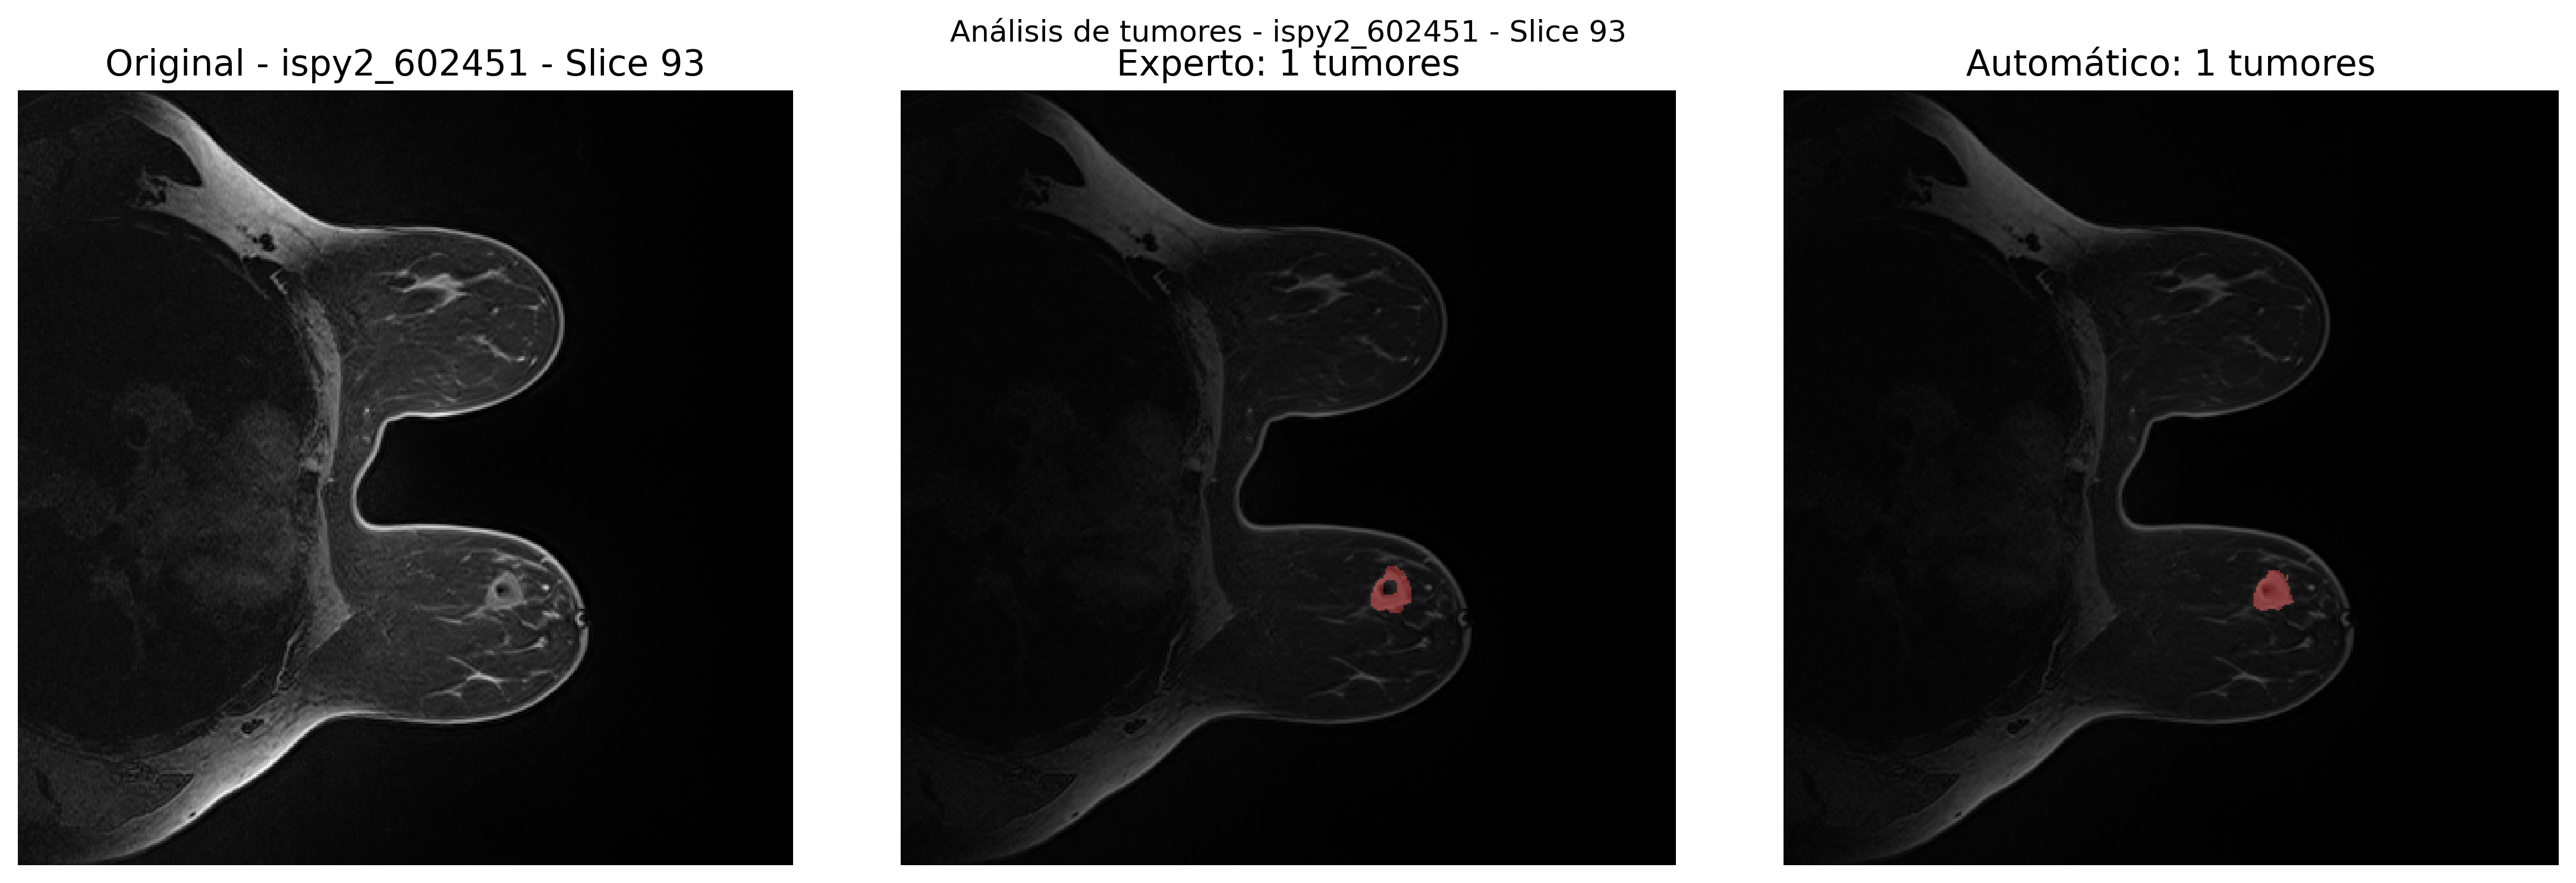 Análisis de tumores - ispy2_602451 - Slice 93
Original - ispy2_602451 - Slice 93
Experto: 1 tumores
Automático: 1 tumores